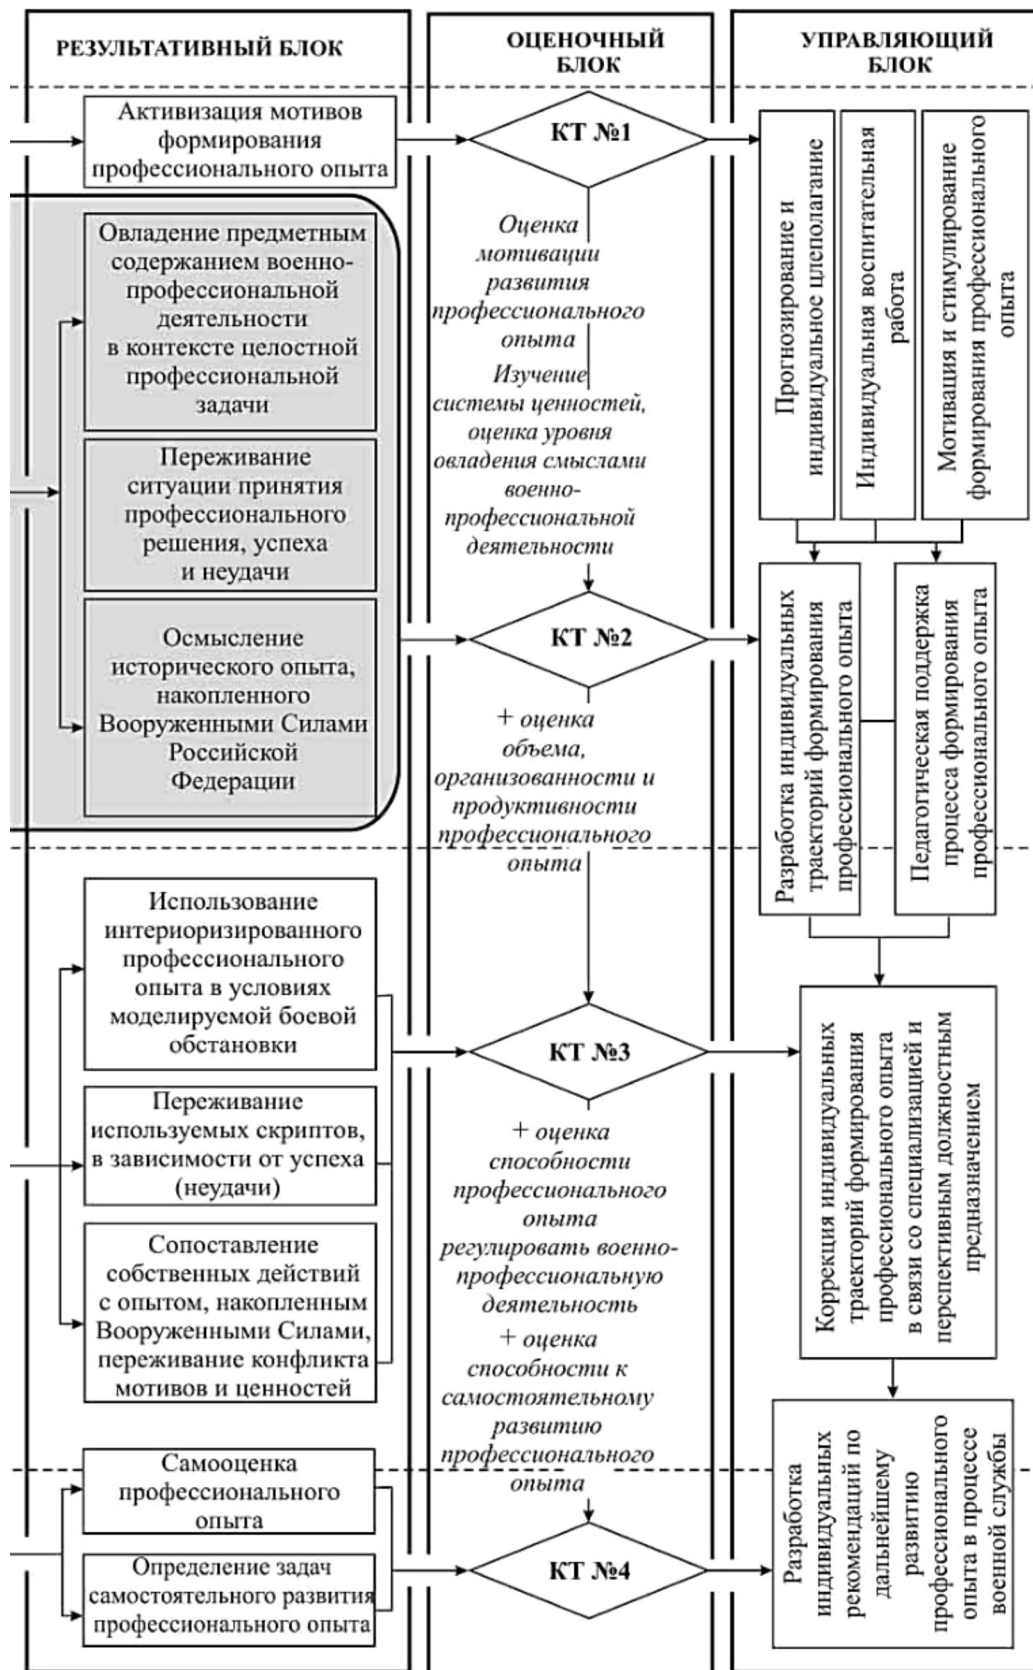 РЕЗУЛЬТАТИВНЫЙ БЛОК
ОЦЕНОЧНЫЙ
БЛОК
УПРАВЛЯЮЩИЙ
БЛОК
Активизация мотивов
формирования
профессионального опыта
Овладение предметным
содержанием военно-
профессиональной
деятельности
в контексте целостной
профессиональной
задачи
Переживание
ситуации принятия
профессионального
решения, успеха
и неудачи
Осмысление
исторического опыта,
накопленного
Вооруженными Силами
Российской
Федерации
Использование
интериоризированного
профессионального
опыта в условиях
моделируемой боевой
обстановки
Переживание
используемых скриптов,
в зависимости от успеха
(неудачи)
Сопоставление
собственных действий
с опытом, накопленным
Вооруженными Силами,
переживание конфликта
мотивов и ценностей
Самооценка
профессионального
опыта
Определение задач
самостоятельного развития
профессионального опыта
КТ №1
Оценка
мотивации
развития
профессионального
опыта
Изучение
системы ценностей,
оценка уровня
овладения смыслами
военно-
профессиональной
деятельности
КТ №2
+ оценка
объема,
организованности и
продуктивности
профессионального
опыта
КТ №3
+ оценка
способности
профессионального
опыта
регулировать военно-
профессиональную
деятельность
+ оценка
способности к
самостоятельному
развитию
профессионального
опыта
КТ №4
Прогнозирование и
индивидуальное цлеполагание
Индивидуальная воспитательная
работа
Мотивация и стимулирование
формирования профессионального
опыта
Разработка индивидуальных
траекторий формирования
профессионального опыта
Педагогическая поддержка
процесса формирования
профессионального опыта
Коррекция индивидуальных
траекторий формирования
профессионального опыта
в связи со специализацией и
перспективным должностным
предназначением
Разработка
индивидуальных
рекомендаций по
дальнейшему
развитию
профессионального
опыта в процессе
военной службы